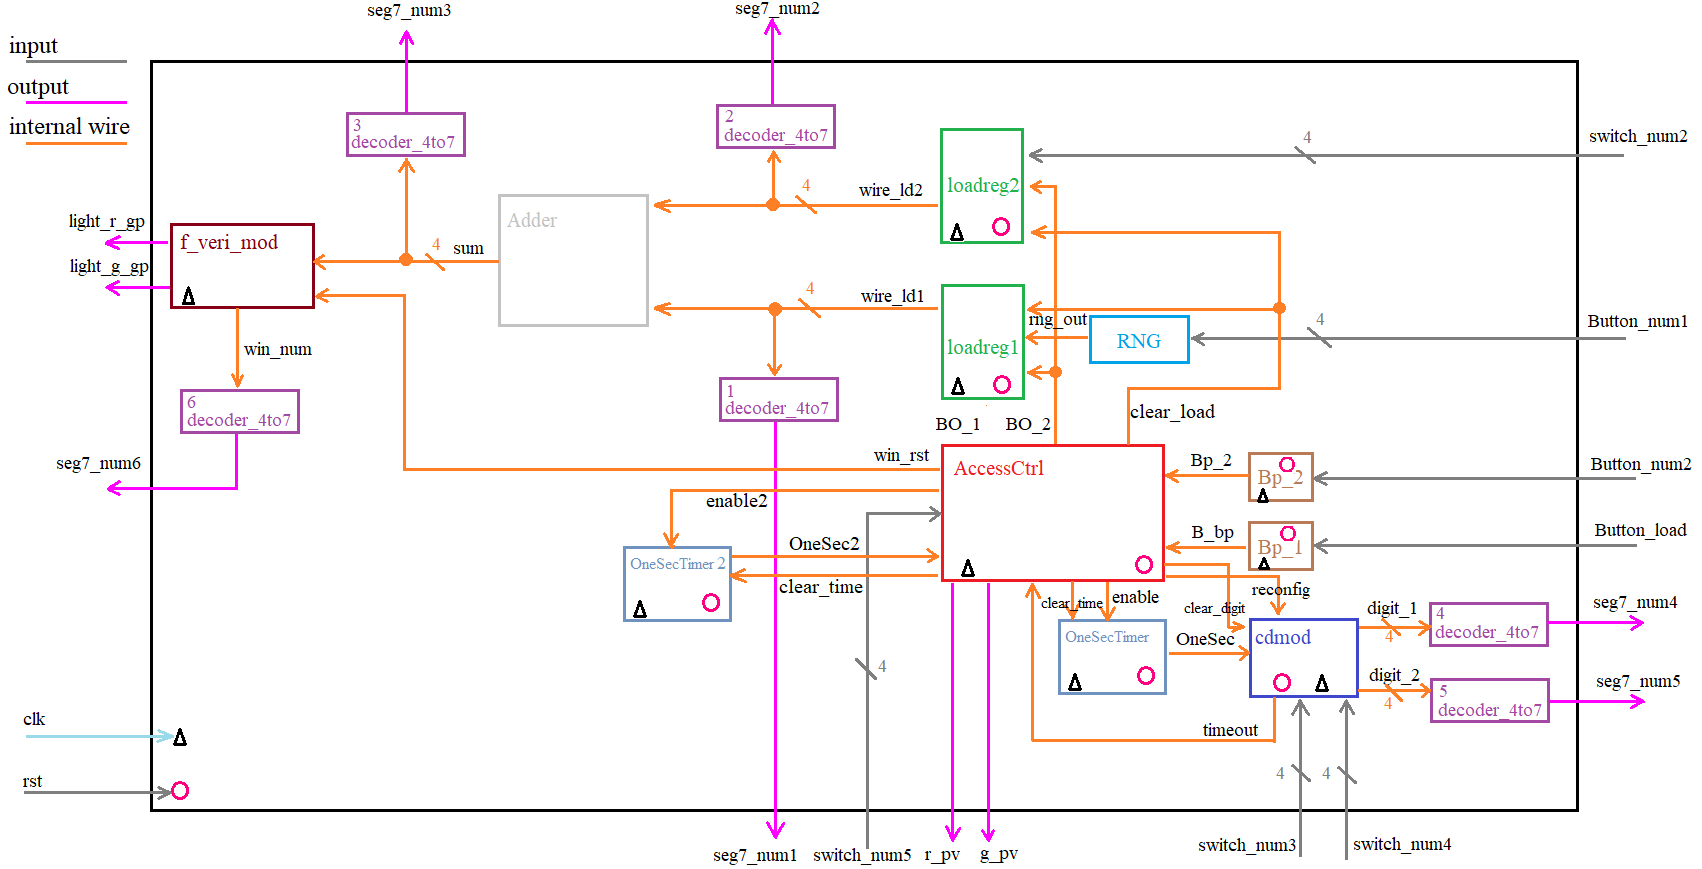 seg7_num3
seg7_num2
input
output
internal wire
3
decoder_4to7
2
decoder_4to7
4
switch_num2
loadreg2
4
wire_ld2
Adder
light_r_gp
f_veri_mod
4
sum
light_g_gp
4
wire_ld1
rng_out
4
Button_num1
RNG
loadreg1
win_num
1
decoder_4to7
6
decoder_4to7
clear_load
BO_1
BO_2
seg7_num6
win_rst
AccessCtrl
Bp_2
Bp_2
Button_num2
enable2
B_bp
Bp_1
Button_load
OneSec2
OneSecTimer 2
clear_time
clear_time
enable
clear_digit
reconfig
digit_1
4
4
decoder_4to7
seg7_num4
OneSecTimer
OneSec
cdmod
4
digit_2
4
5
decoder_4to7
seg7_num5
clk
timeout
rst
4
4
seg7_num1
switch_num5
r_pv
g_pv
switch_num3
switch_num4